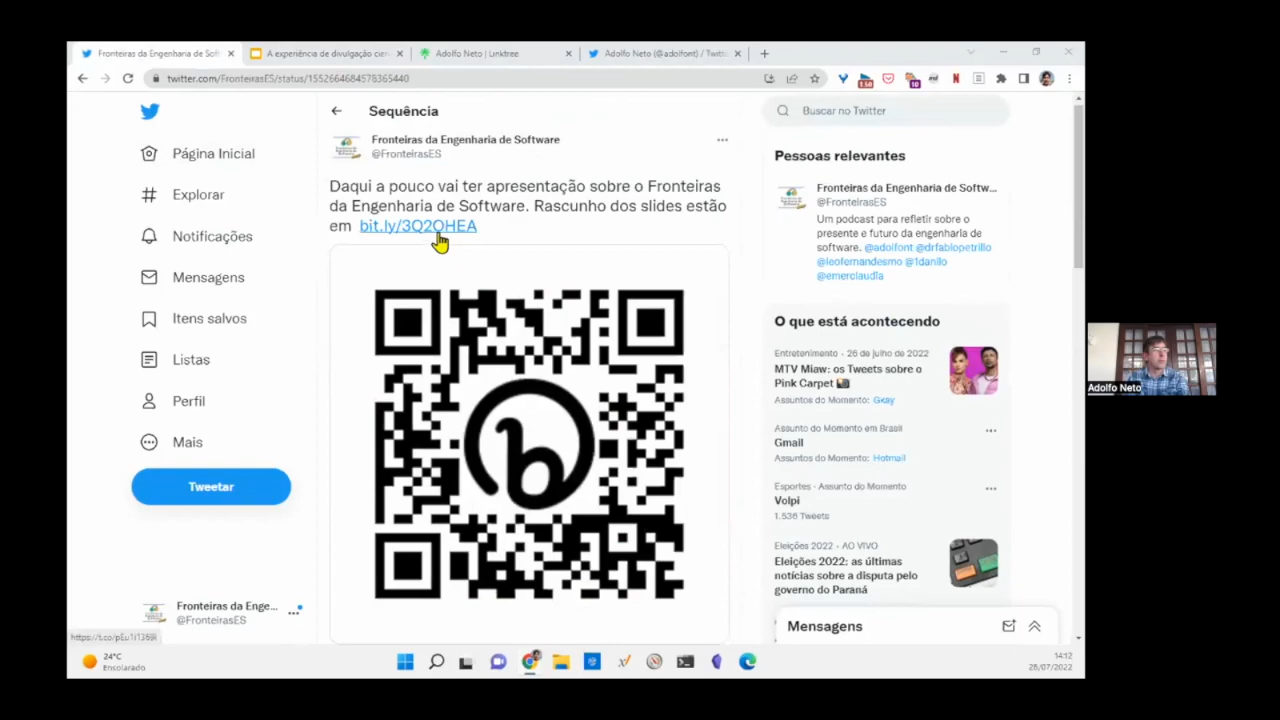 Fronteiras da Engenharia de Soft
A experiência de divulgação cien
Adolfo Neto | Linktree
Adolfo Neto (@adolfont) / Twitt
twitter.com/FronteirasES/status/1552664684578365440
Sequência
Buscar no Twitter
Página Inicial
Explorar
Notificações
Mensagens
Itens salvos
Listas
Perfil
Mais
Tweetar
Fronteiras da Enge...
@FronteirasES
Fronteiras da Engenharia de Software
@FronteirasES
Daqui a pouco vai ter apresentação sobre o Fronteiras
da Engenharia de Software. Rascunho dos slides estão
em bit.ly/3Q2OHEA
b
Pessoas relevantes
Fronteiras da Engenharia de Softw...
@FronteirasES
Um podcast para refletir sobre o
presente e futuro da engenharia de
software. @adolfont @drfabiopetrillo
@leofernandesmo @1danilo
@emerclaudia
O que está acontecendo
Entretenimento · 26 de julho de 2022
MTV Miaw: os Tweets sobre o
Pink Carpet
Assuntos do Momento: Gkay
Assunto do Momento em Brasil
Gmail
Assuntos do Momento: Hotmail
Esportes · Assunto do Momento
Volpi
1.536 Tweets
Eleições 2022 · AO VIVO
Eleições 2022: as últimas
notícias sobre a disputa pelo
governo do Paraná
Mensagens
24°C
Ensolarado
14:12
28/07/2022
Adolfo Neto